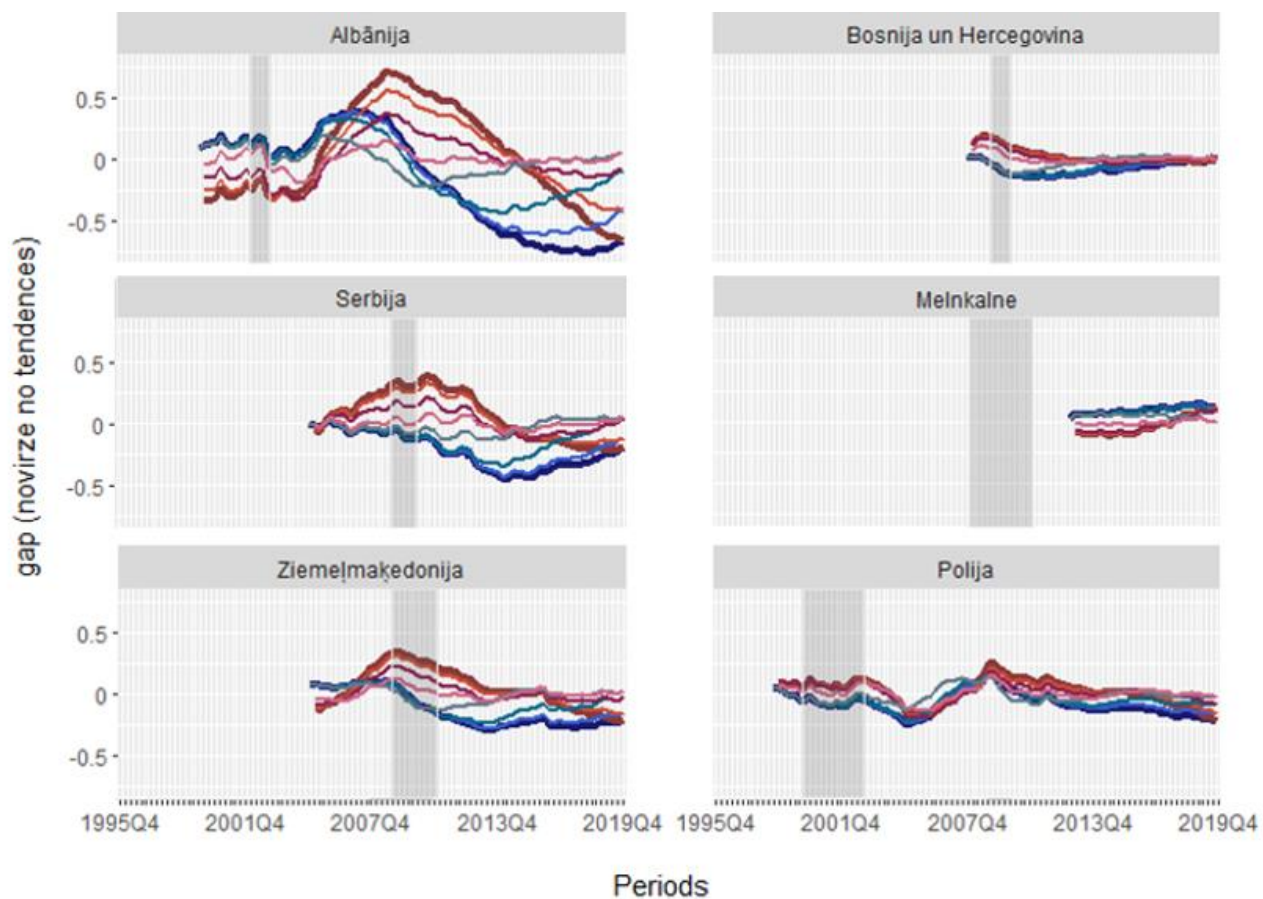 Albānija
Bosnija un Hercegovina
0.5
0
-0.5
Serbija
Melnkalne
0.5
0
-0.5
Ziemeļmaķedonija
Polija
0.5
0
-0.5
gap (novirze no tendences)
1995Q4 2001Q4 2007Q4 2013Q4 2019Q4 1995Q4 2001Q4 2007Q4 2013Q4 2019Q4
Periods